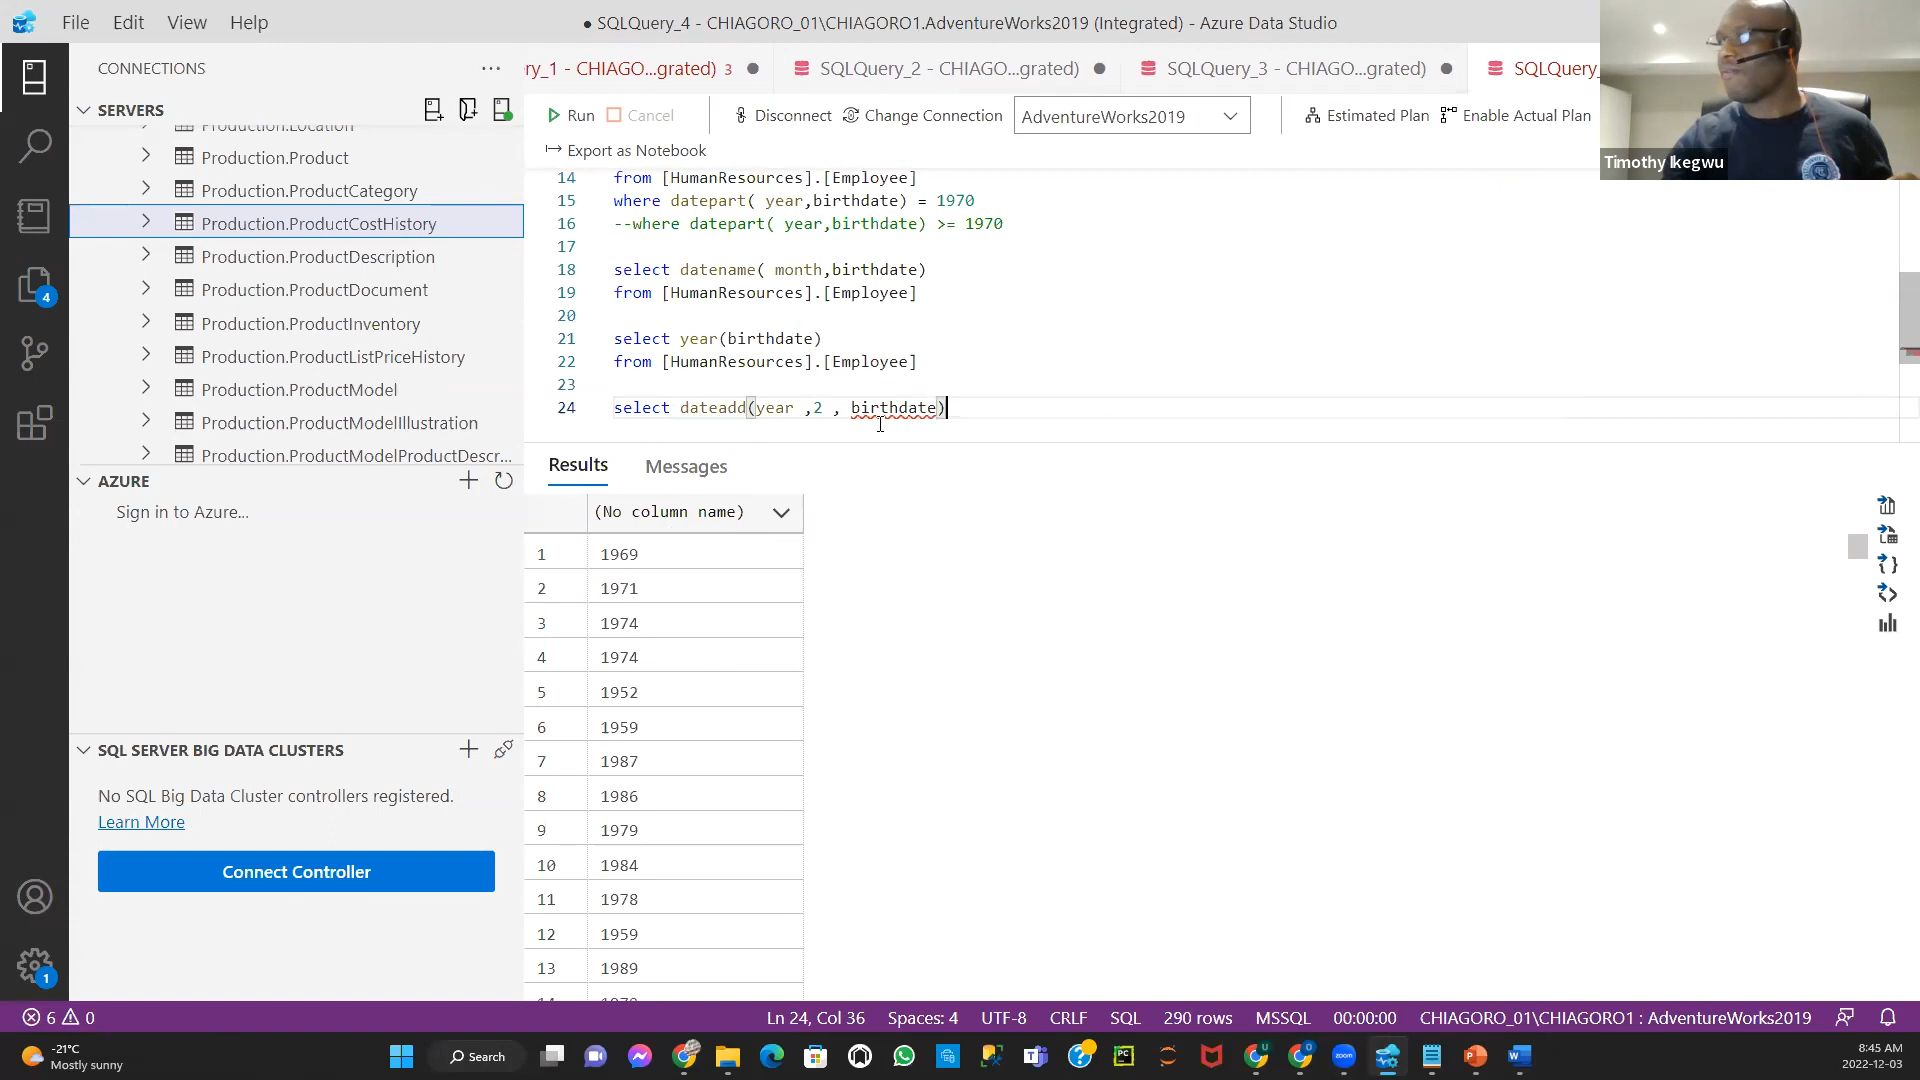 File Edit View Help
● SQLQuery_4 - CHIAGORO_01\CHIAGORO1.AdventureWorks2019 (Integrated) - Azure Data Studio
CONNECTIONS
ry_1 - CHIAGO...grated) 3
SQLQuery_2 - CHIAGO...grated)
SQLQuery_3 - CHIAGO...grated)
SQLQuery_
SERVERS
Run Cancel Disconnect Change Connection AdventureWorks2019 Estimated Plan Enable Actual Plan
Export as Notebook
Timothy Ikegwu
Production.Location
Production.Product
Production.ProductCategory
Production.ProductCostHistory
Production.ProductDescription
Production.ProductDocument
Production.ProductInventory
Production.ProductListPriceHistory
Production.ProductModel
Production.ProductModelIllustration
Production.ProductModelProductDescr...
14 from [HumanResources].[Employee]
15 where datepart( year,birthdate) = 1970
16 --where datepart( year,birthdate) >= 1970
17
18 select datename( month,birthdate)
19 from [HumanResources].[Employee]
20
21 select year(birthdate)
22 from [HumanResources].[Employee]
23
24 select dateadd(year ,2 , birthdate)
AZURE
Sign in to Azure...
SQL SERVER BIG DATA CLUSTERS
No SQL Big Data Cluster controllers registered.
Learn More
Connect Controller
Results Messages
(No column name)
1 1969
2 1971
3 1974
4 1974
5 1952
6 1959
7 1987
8 1986
9 1979
10 1984
11 1978
12 1959
13 1989
4
1
6 0
Ln 24, Col 36 Spaces: 4 UTF-8 CRLF SQL 290 rows MSSQL 00:00:00 CHIAGORO_01\CHIAGORO1 : AdventureWorks2019
-21°C
Mostly sunny
Search
zoom
8:45 AM
2022-12-03